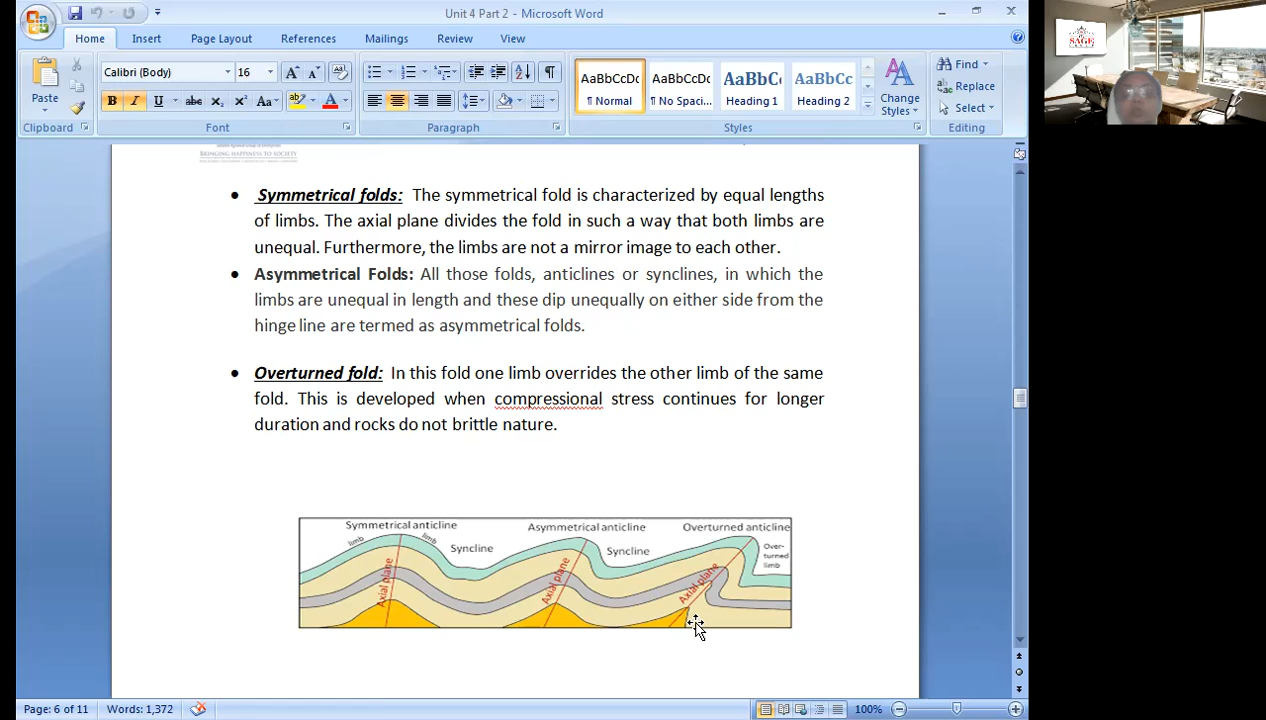 Unit 4 Part 2 - Microsoft Word
Home Insert Page Layout References Mailings Review View
Calibri (Body) 16
Paste
AaBbCcDc AaBbCcDc AaBbC AaBbCc
¶ Normal ¶ No Spaci... Heading 1 Heading 2
Change Styles
Find
Replace
Select
Clipboard Font Paragraph Styles Editing
SAGE
BRINGING HAPPINESS TO SOCIETY
• Symmetrical folds: The symmetrical fold is characterized by equal lengths
of limbs. The axial plane divides the fold in such a way that both limbs are
unequal. Furthermore, the limbs are not a mirror image to each other.
• Asymmetrical Folds: All those folds, anticlines or synclines, in which the
limbs are unequal in length and these dip unequally on either side from the
hinge line are termed as asymmetrical folds.
• Overturned fold: In this fold one limb overrides the other limb of the same
fold. This is developed when compressional stress continues for longer
duration and rocks do not brittle nature.
Symmetrical anticline Asymmetrical anticline Overturned anticline
limb limb Syncline Syncline
Over-
turned
limb
Axial plane Axial plane Axial plane
Page: 6 of 11 Words: 1,372 100%